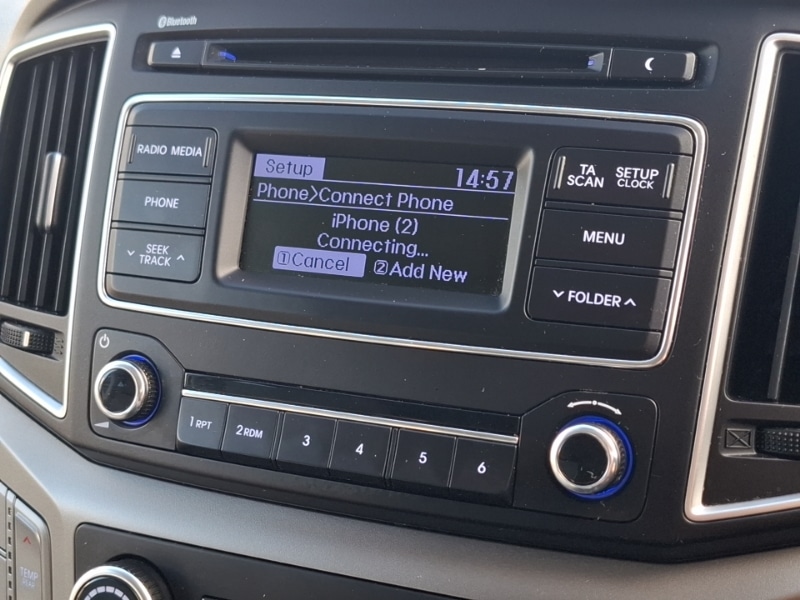 Bluetooth
RADIO MEDIA
PHONE
SEEK
TRACK
Setup 14:57
Phone>Connect Phone
iPhone (2)
Connecting...
①Cancel ②Add New
TA
SCAN
SETUP
CLOCK
MENU
FOLDER
1 RPT
2 RDM
3
4
5
6
TEMP
REAR